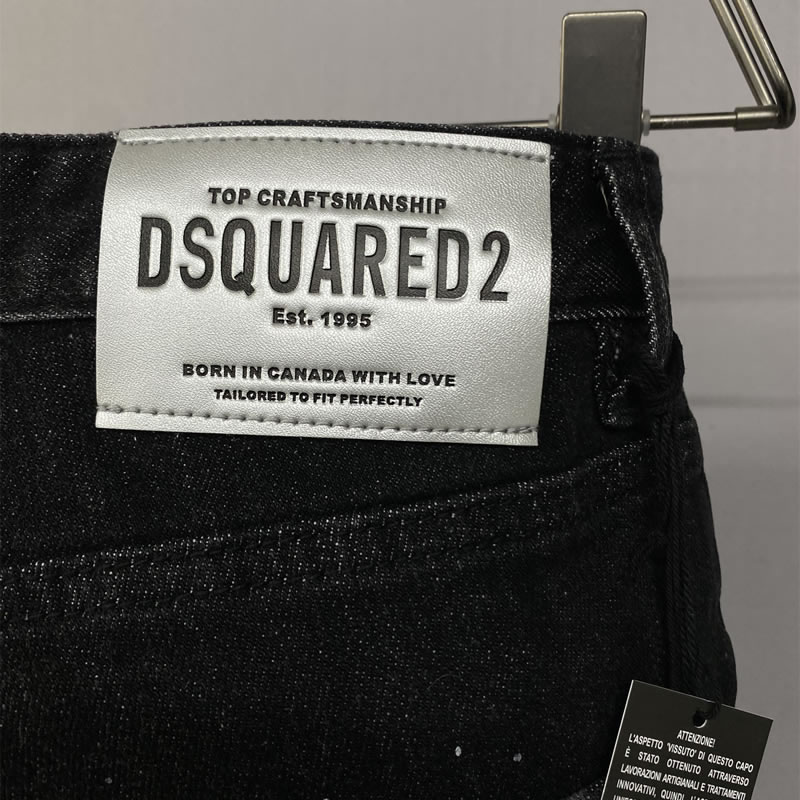 TOP CRAFTSMANSHIP
DSQUARED2
Est. 1995
BORN IN CANADA WITH LOVE
TAILORED TO FIT PERFECTLY
ATTENZIONE!
L'ASPETTO 'VISSUTO' DI QUESTO CAPO
È STATO OTTENUTO ATTRAVERSO
LAVORAZIONI ARTIGIANALI E TRATTAMENTI
INNOVATIVI, QUINDI